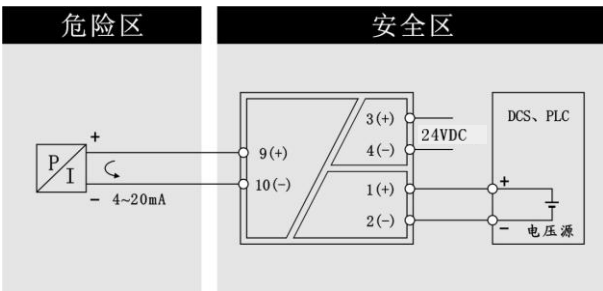 危险区
安全区
P/I
+
−
4~20mA
9(+)
10(-)
3(+)
4(-)
24VDC
1(+)
2(-)
DCS、PLC
+
−
电压源